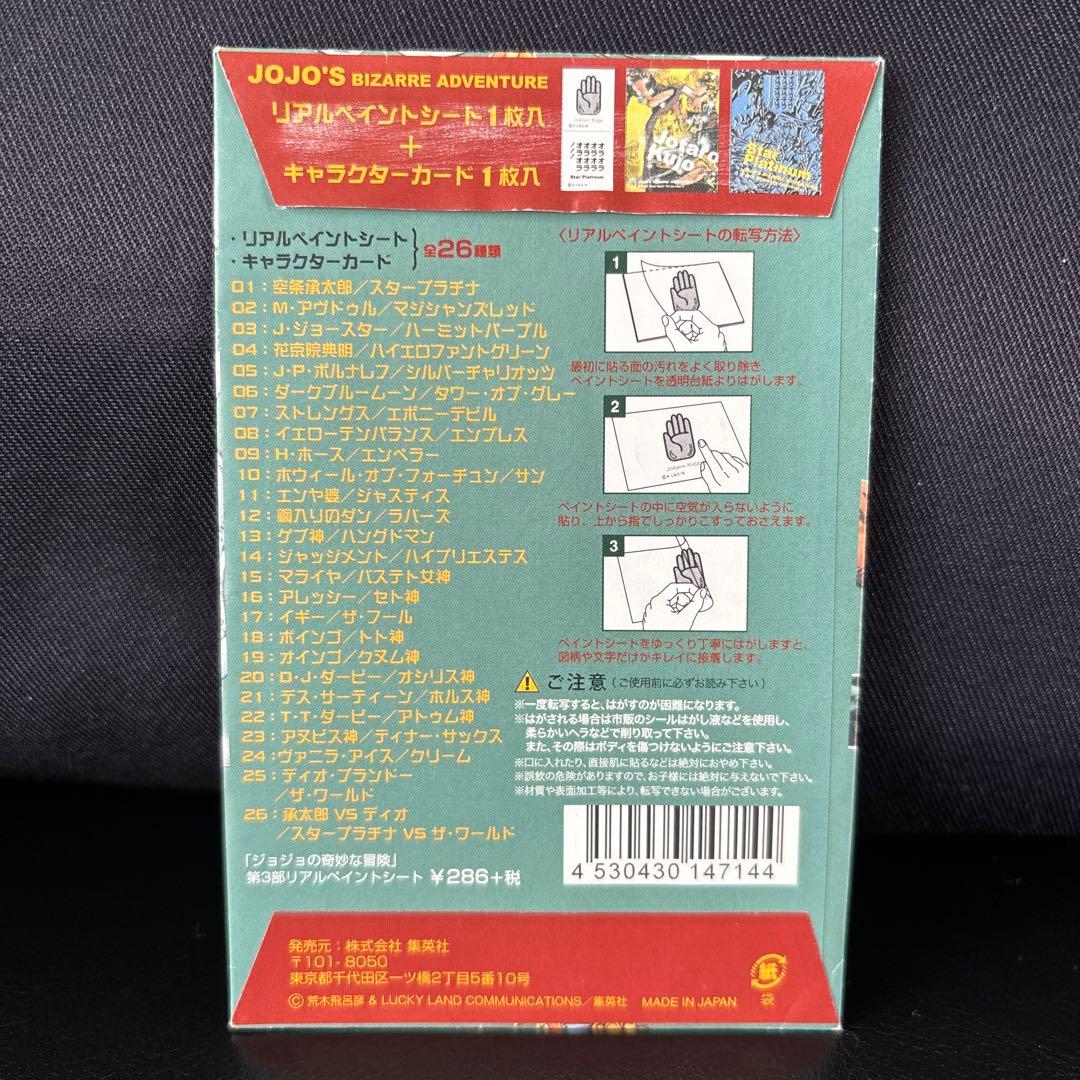 JOJO'S BIZARRE ADVENTURE
リアルペイントシート1枚入
+
キャラクターカード1枚入
Jotaro Kujo
オラオラオラオラ
オラオラオラオラ
Star Platinum
Jotaro
Kujo
Star
Platinum
・リアルペイントシート
・キャラクターカード
全26種類
01：空条承太郎／スタープラチナ
02：M・アヴドゥル／マジシャンズレッド
03：J・ジョースター／ハーミットパープル
04：花京院典明／ハイエロファントグリーン
05：J・P・ポルナレフ／シルバーチャリオッツ
06：ダークブルームーン／タワー・オブ・グレー
07：ストレングス／エボニーデビル
08：イエローテンパランス／エンプレス
09：H・ホース／エンペラー
10：ホウィール・オブ・フォーチュン／サン
11：エンヤ婆／ジャスティス
12：鋼入りのダン／ラバーズ
13：ゲブ神／ハングドマン
14：ジャッジメント／ハイプリエステス
15：マライヤ／バステト女神
16：アレッシー／セト神
17：イギー／ザ・フール
18：ボインゴ／トト神
19：オインゴ／クヌム神
20：D・J・ダービー／オシリス神
21：デス・サーティーン／ホルス神
22：T・T・ダービー／アトゥム神
23：アヌビス神／ティナー・サックス
24：ヴァニラ・アイス／クリーム
25：ディオ・ブランドー
／ザ・ワールド
26：承太郎 VS ディオ
／スタープラチナ VS ザ・ワールド
「ジョジョの奇妙な冒険」
第3部リアルペイントシート ¥286+税
〈リアルペイントシートの転写方法〉
1
最初に貼る面の汚れをよく取り除き、
ペイントシートを透明台紙よりはがします。
2
Jotaro Kujo
ペイントシートの中に空気が入らないように
貼り、上から指でしっかりこすっておさえます。
3
ペイントシートをゆっくり丁寧にはがしますと、
図柄や文字だけがキレイに接着します。
ご注意（ご使用前に必ずお読み下さい）
※一度転写すると、はがすのが困難になります。
※はがされる場合は市販のシールはがし液などを使用し、
柔らかいヘラなどで削り取って下さい。
また、その際はボディを傷つけないようにご注意下さい。
※口に入れたり、直接肌に貼るなどは絶対におやめ下さい。
※誤飲の危険がありますので、お子様には絶対に与えないで下さい。
※材質や表面加工等により、転写できない場合がございます。
4 530430 147144
発売元：株式会社 集英社
〒101-8050
東京都千代田区一ツ橋2丁目5番10号
© 荒木飛呂彦 & LUCKY LAND COMMUNICATIONS／集英社 MADE IN JAPAN
紙
袋